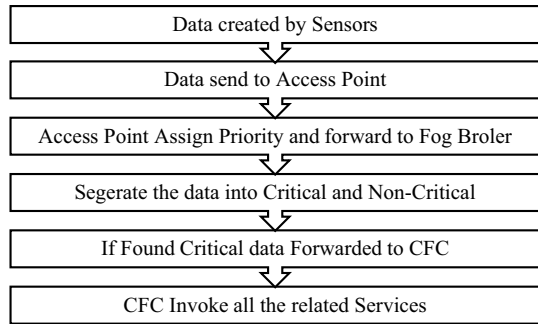 Data created by Sensors
Data send to Access Point
Access Point Assign Priority and forward to Fog Broler
Segerate the data into Critical and Non-Critical
If Found Critical data Forwarded to CFC
CFC Invoke all the related Services